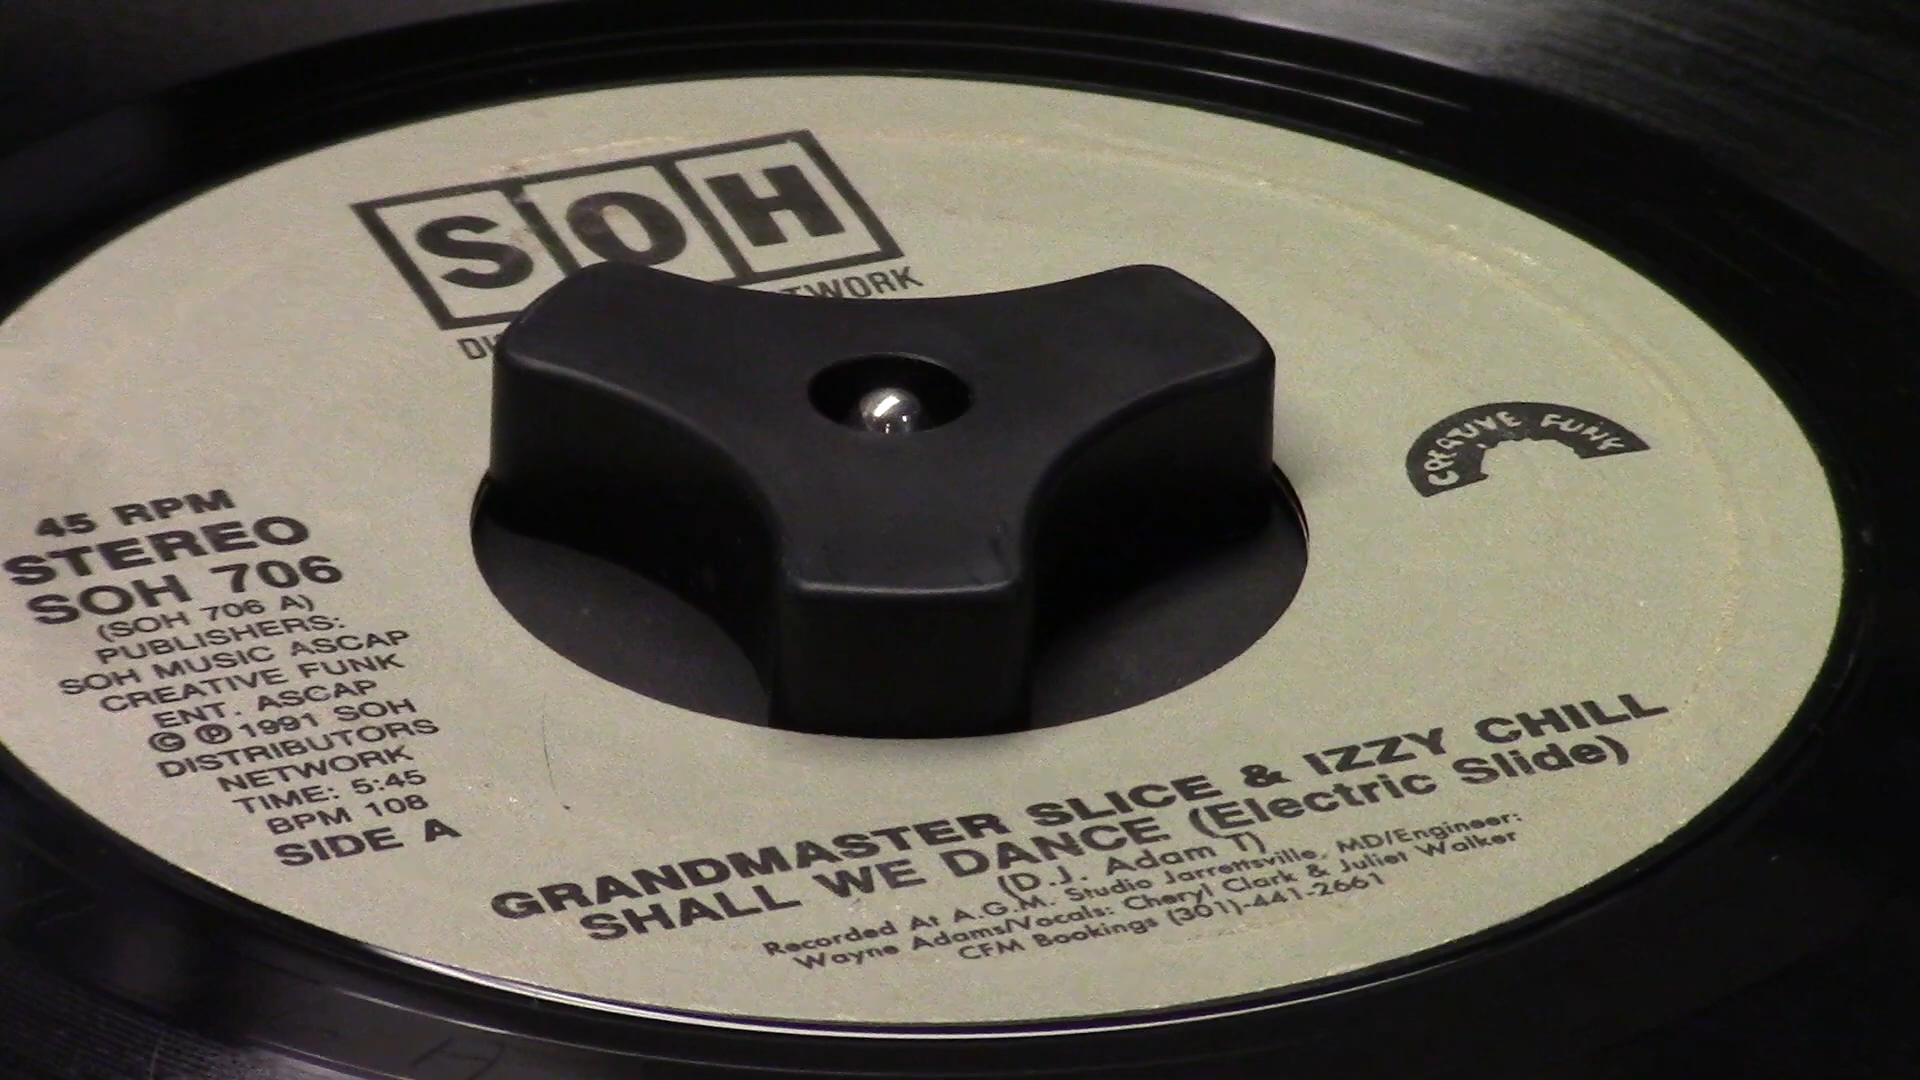 SOH
TWORK
CREATIVE FUNK
45 RPM
STEREO
SOH 706
(SOH 706 A)
PUBLISHERS:
SOH MUSIC ASCAP
CREATIVE FUNK
ENT. ASCAP
© ℗ 1991 SOH
DISTRIBUTORS
NETWORK
TIME: 5:45
BPM 108
SIDE A
GRANDMASTER SLICE & IZZY CHILL
SHALL WE DANCE (Electric Slide)
(D.J. Adam T)
Recorded At A.G.M. Studio Jarrettsville, MD/Engineer:
Wayne Adams/Vocals: Cheryl Clark & Juliet Walker
CFM Bookings (301)-441-2661